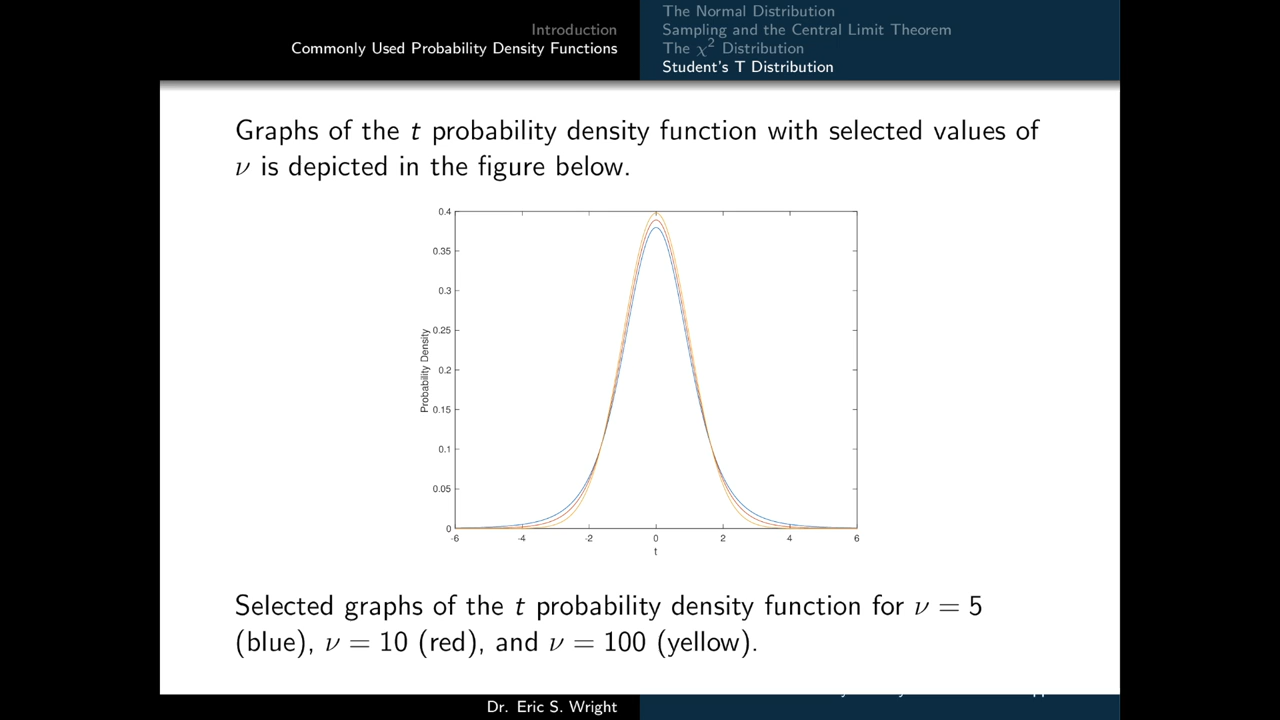 Introduction
Commonly Used Probability Density Functions
The Normal Distribution
Sampling and the Central Limit Theorem
The χ² Distribution
Student's T Distribution
Graphs of the t probability density function with selected values of
ν is depicted in the figure below.
0.4
0.35
0.3
0.25
0.2
0.15
0.1
0.05
0
Probability Density
-6 -4 -2 0 2 4 6
t
Selected graphs of the t probability density function for ν = 5
(blue), ν = 10 (red), and ν = 100 (yellow).
Dr. Eric S. Wright